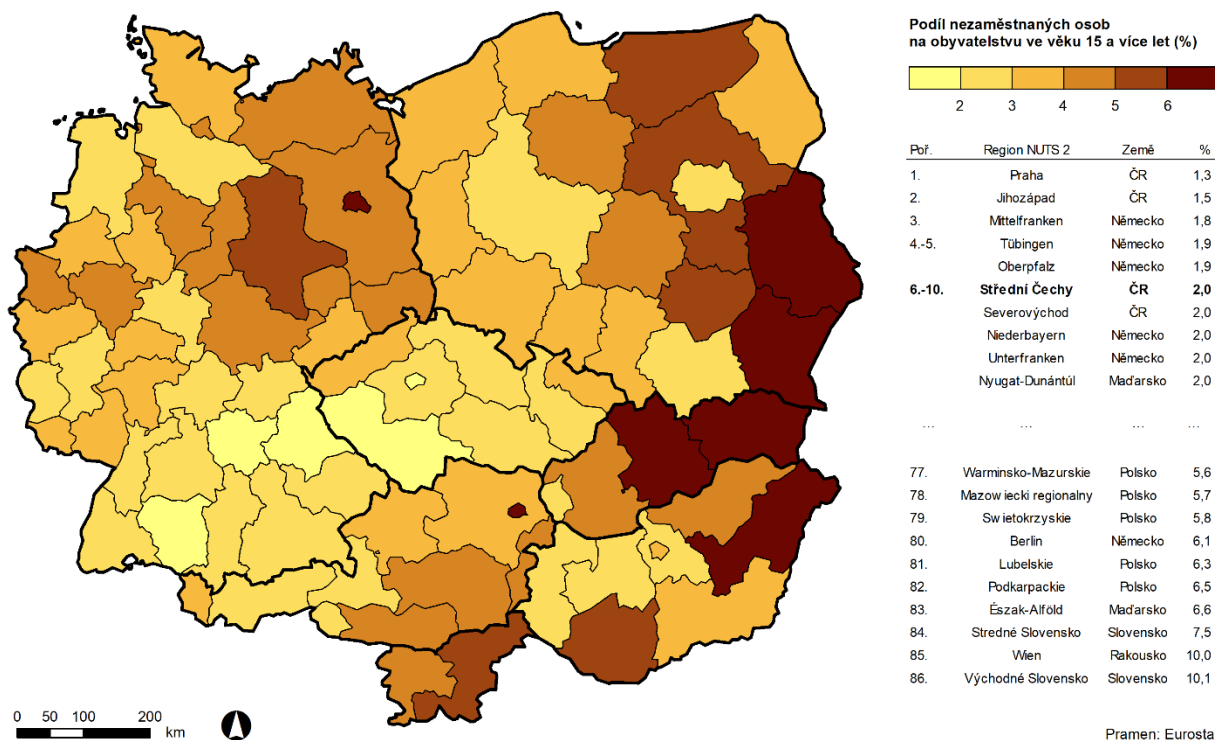 Podíl nezaměstnaných osob
na obyvatelstvu ve věku 15 a více let (%)
2 3 4 5 6
Poř. Region NUTS 2 Země %
1. Praha ČR 1,3
2. Jihozápad ČR 1,5
3. Mittelfranken Německo 1,8
4.-5. Tübingen Německo 1,9
Oberpfalz Německo 1,9
6.-10. Střední Čechy ČR 2,0
Severovýchod ČR 2,0
Niederbayern Německo 2,0
Unterfranken Německo 2,0
Nyugat-Dunántúl Maďarsko 2,0
... ... ... ...
77. Warminsko-Mazurskie Polsko 5,6
78. Mazowiecki regionalny Polsko 5,7
79. Swietokrzyskie Polsko 5,8
80. Berlin Německo 6,1
81. Lubelskie Polsko 6,3
82. Podkarpackie Polsko 6,5
83. Észak-Alföld Maďarsko 6,6
84. Stredné Slovensko Slovensko 7,5
85. Wien Rakousko 10,0
86. Východné Slovensko Slovensko 10,1
0 50 100 200
km
Pramen: Eurosta